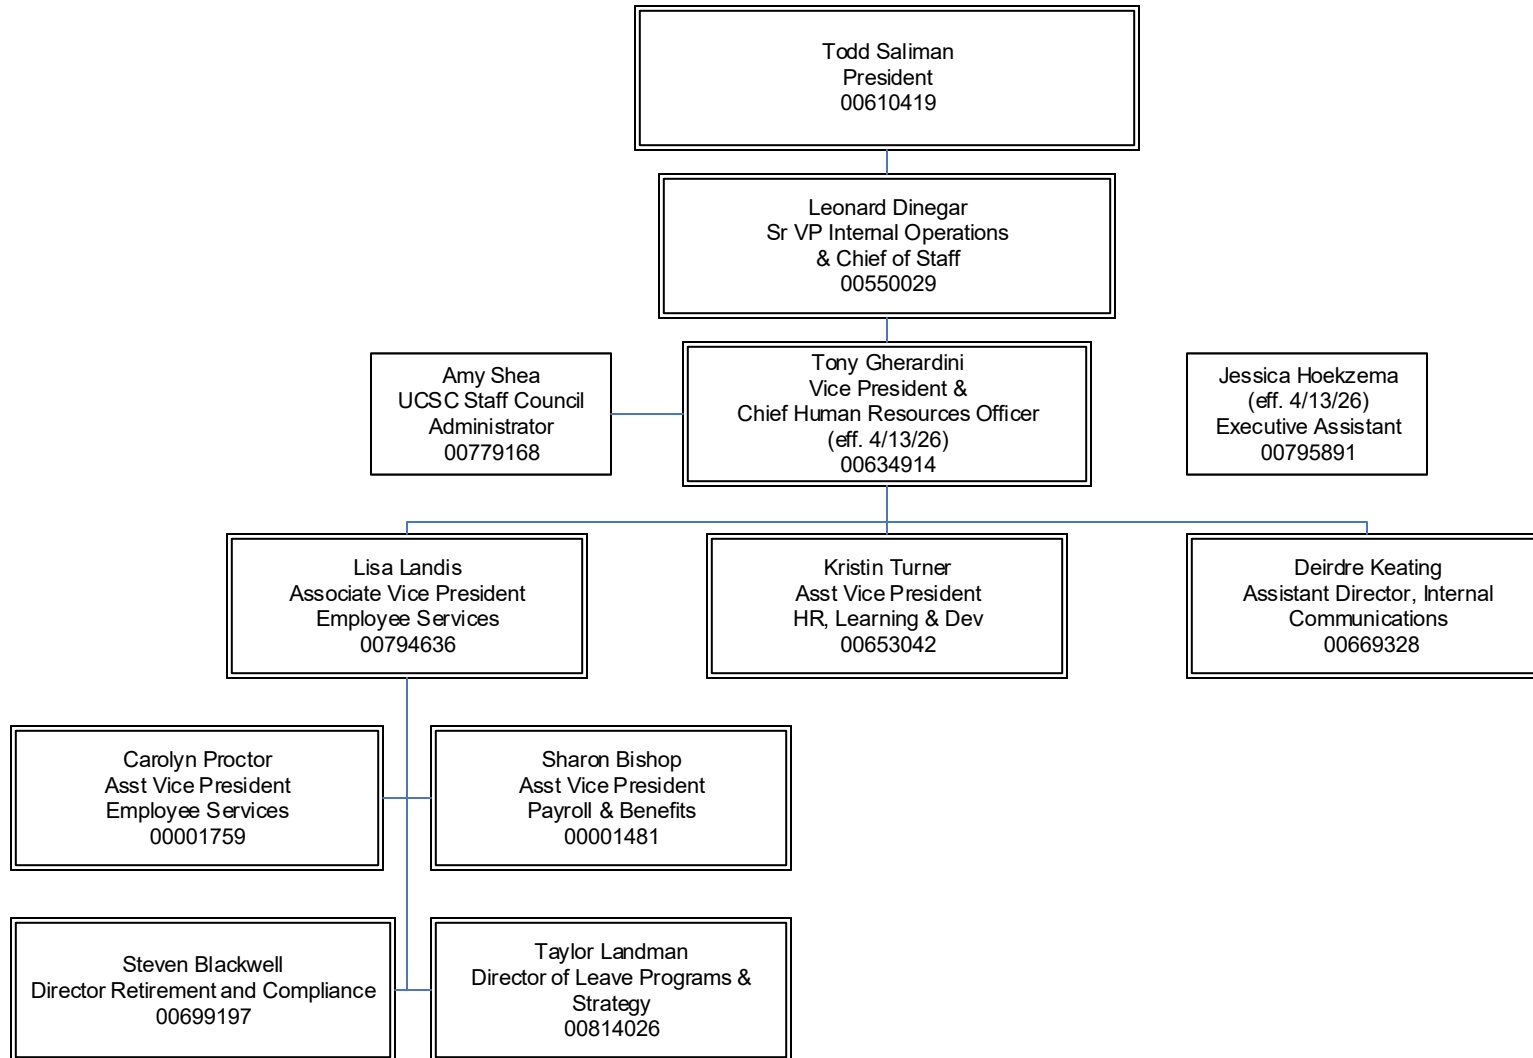 Todd Saliman
President
00610419
Leonard Dinegar
Sr VP Internal Operations
& Chief of Staff
00550029
Amy Shea
UCSC Staff Council
Administrator
00779168
Tony Gherardini
Vice President &
Chief Human Resources Officer
(eff. 4/13/26)
00634914
Jessica Hoekzema
(eff. 4/13/26)
Executive Assistant
00795891
Lisa Landis
Associate Vice President
Employee Services
00794636
Kristin Turner
Asst Vice President
HR, Learning & Dev
00653042
Deirdre Keating
Assistant Director, Internal
Communications
00669328
Carolyn Proctor
Asst Vice President
Employee Services
00001759
Sharon Bishop
Asst Vice President
Payroll & Benefits
00001481
Steven Blackwell
Director Retirement and Compliance
00699197
Taylor Landman
Director of Leave Programs &
Strategy
00814026